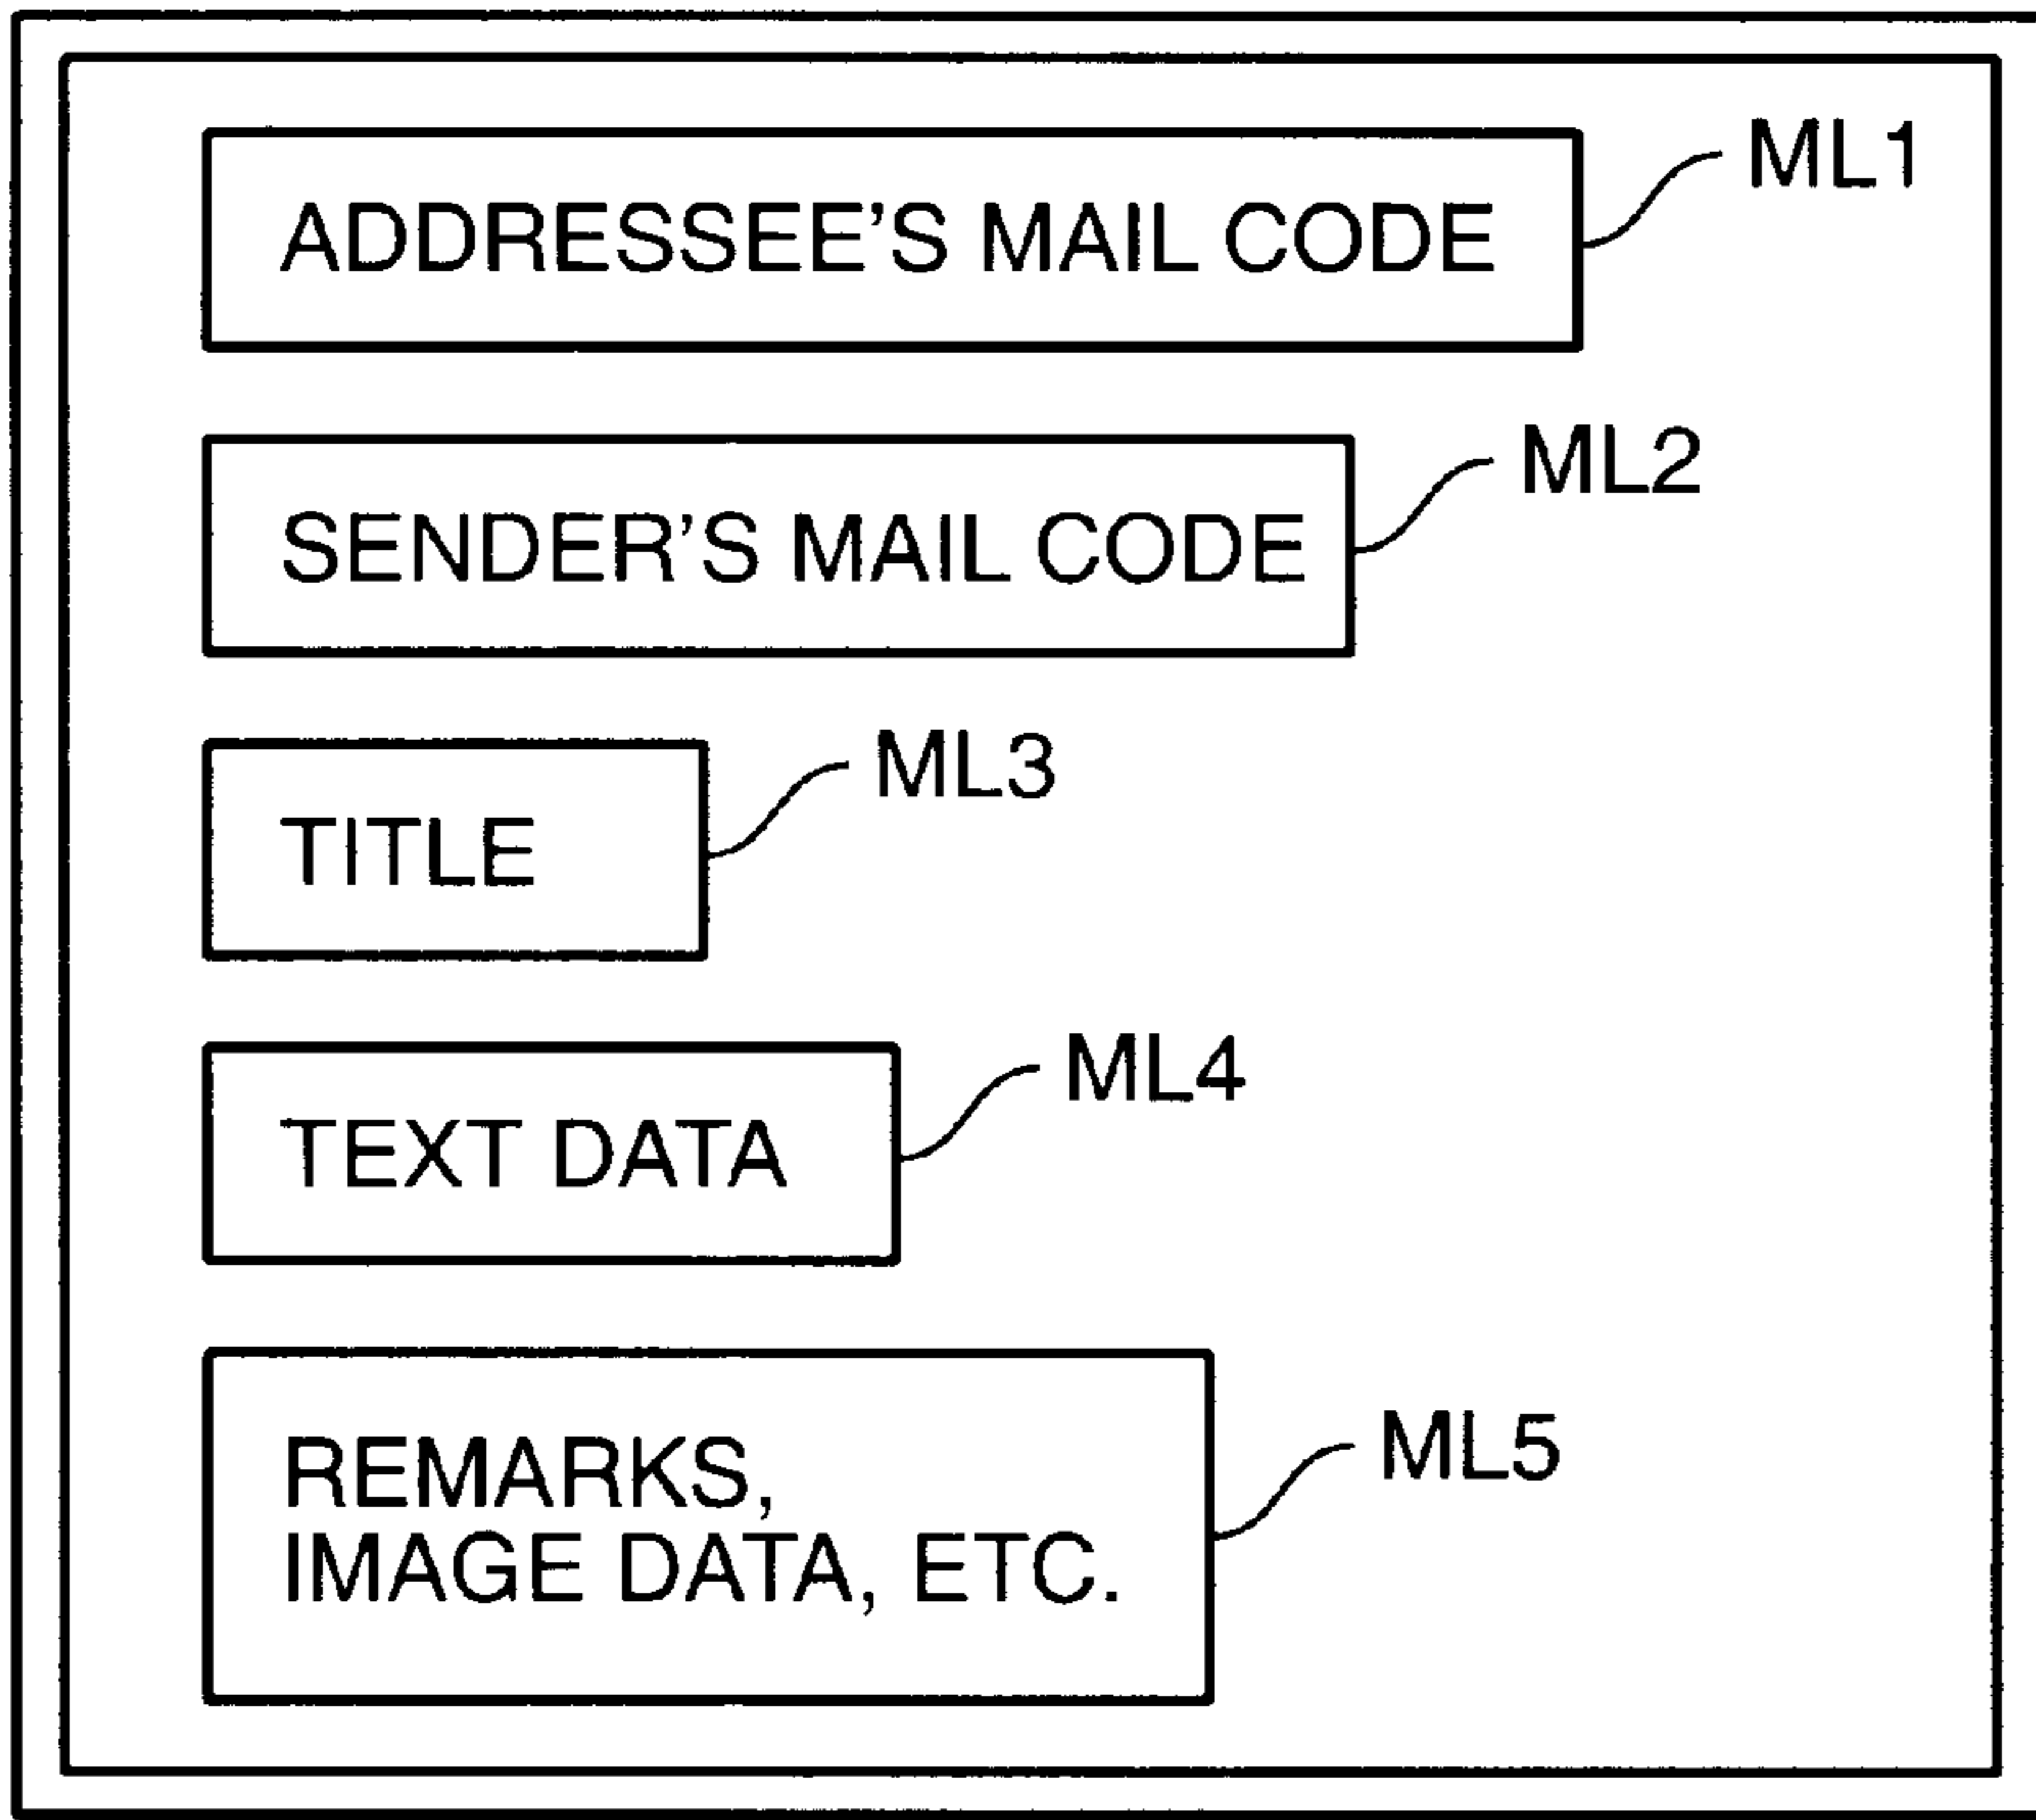 ADDRESSEE'S MAIL CODE
ML1
SENDER'S MAIL CODE
ML2
TITLE
ML3
TEXT DATA
ML4
REMARKS,
IMAGE DATA, ETC.
ML5